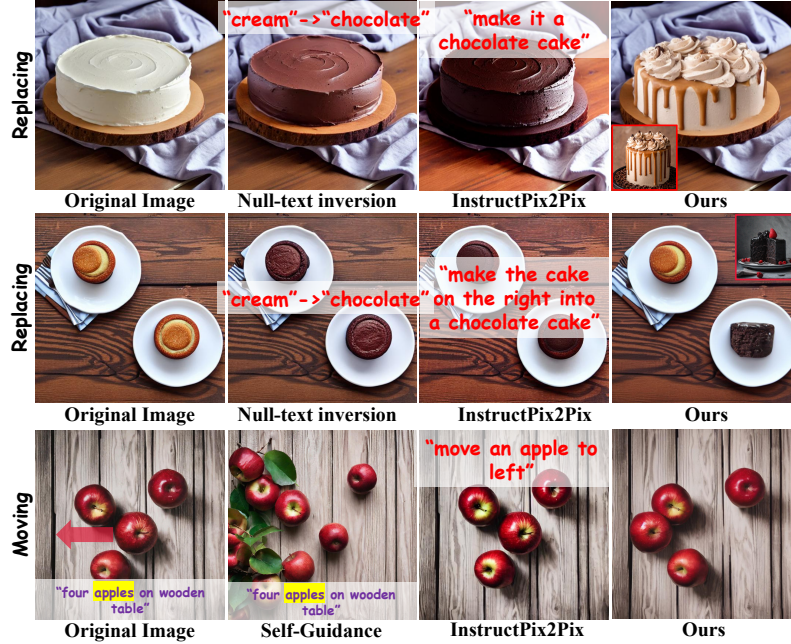 Replacing
"cream"->"chocolate"
"make it a
chocolate cake"
Original Image
Null-text inversion
InstructPix2Pix
Ours
Replacing
"cream"->"chocolate"
"make the cake
on the right into
a chocolate cake"
Original Image
Null-text inversion
InstructPix2Pix
Ours
Moving
"four apples on wooden
table"
"four apples on wooden
table"
"move an apple to
left"
Original Image
Self-Guidance
InstructPix2Pix
Ours